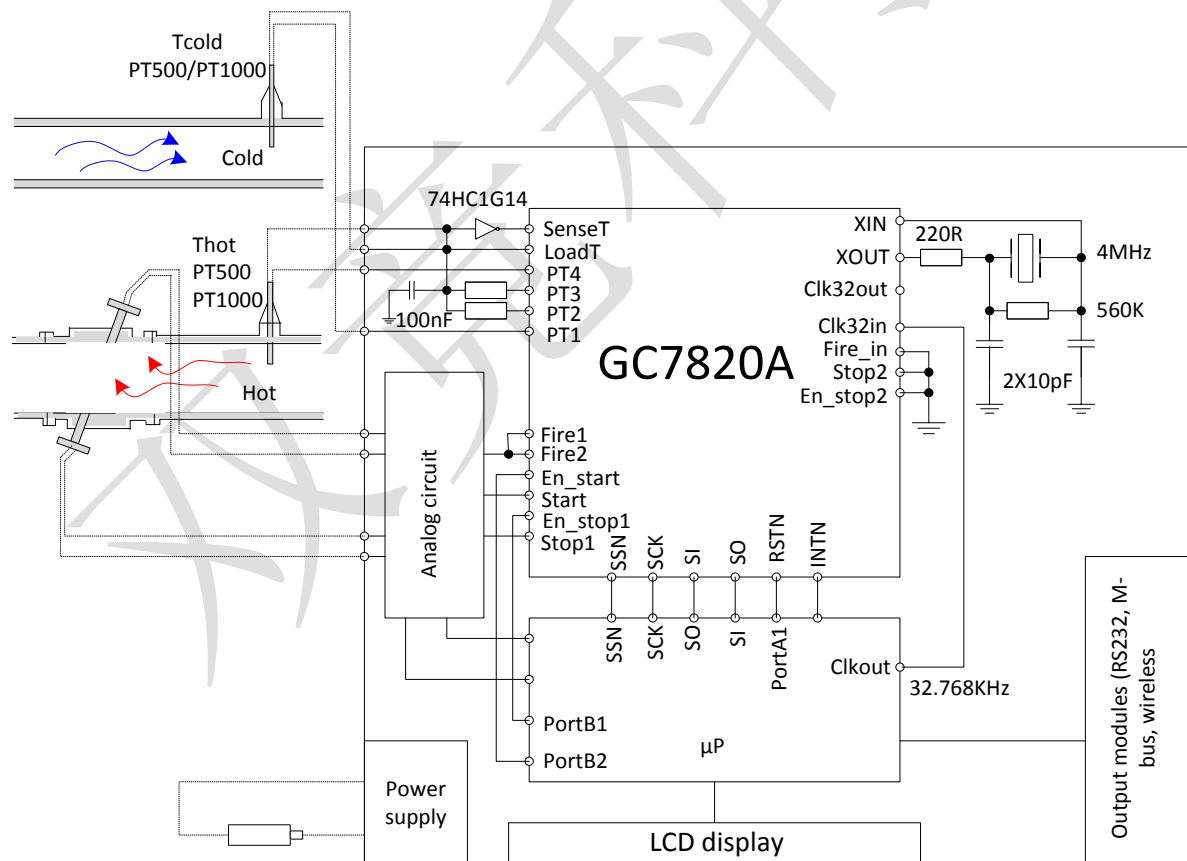 Tcold
PT500/PT1000
Cold
Thot
PT500
PT1000
Hot
74HC1G14
100nF
SenseT
LoadT
PT4
PT3
PT2
PT1
GC7820A
XIN
XOUT
Clk32out
Clk32in
Fire_in
Stop2
En_stop2
220R
4MHz
560K
2X10pF
Fire1
Fire2
En_start
Start
En_stop1
Stop1
Analog circuit
SSN
SCK
SI
SO
RSTN
INTN
SSN
SCK
SO
SI
PortA1
Clkout
32.768KHz
PortB1
PortB2
µP
Power
supply
LCD display
Output modules (RS232, M-
bus, wireless
双竞科